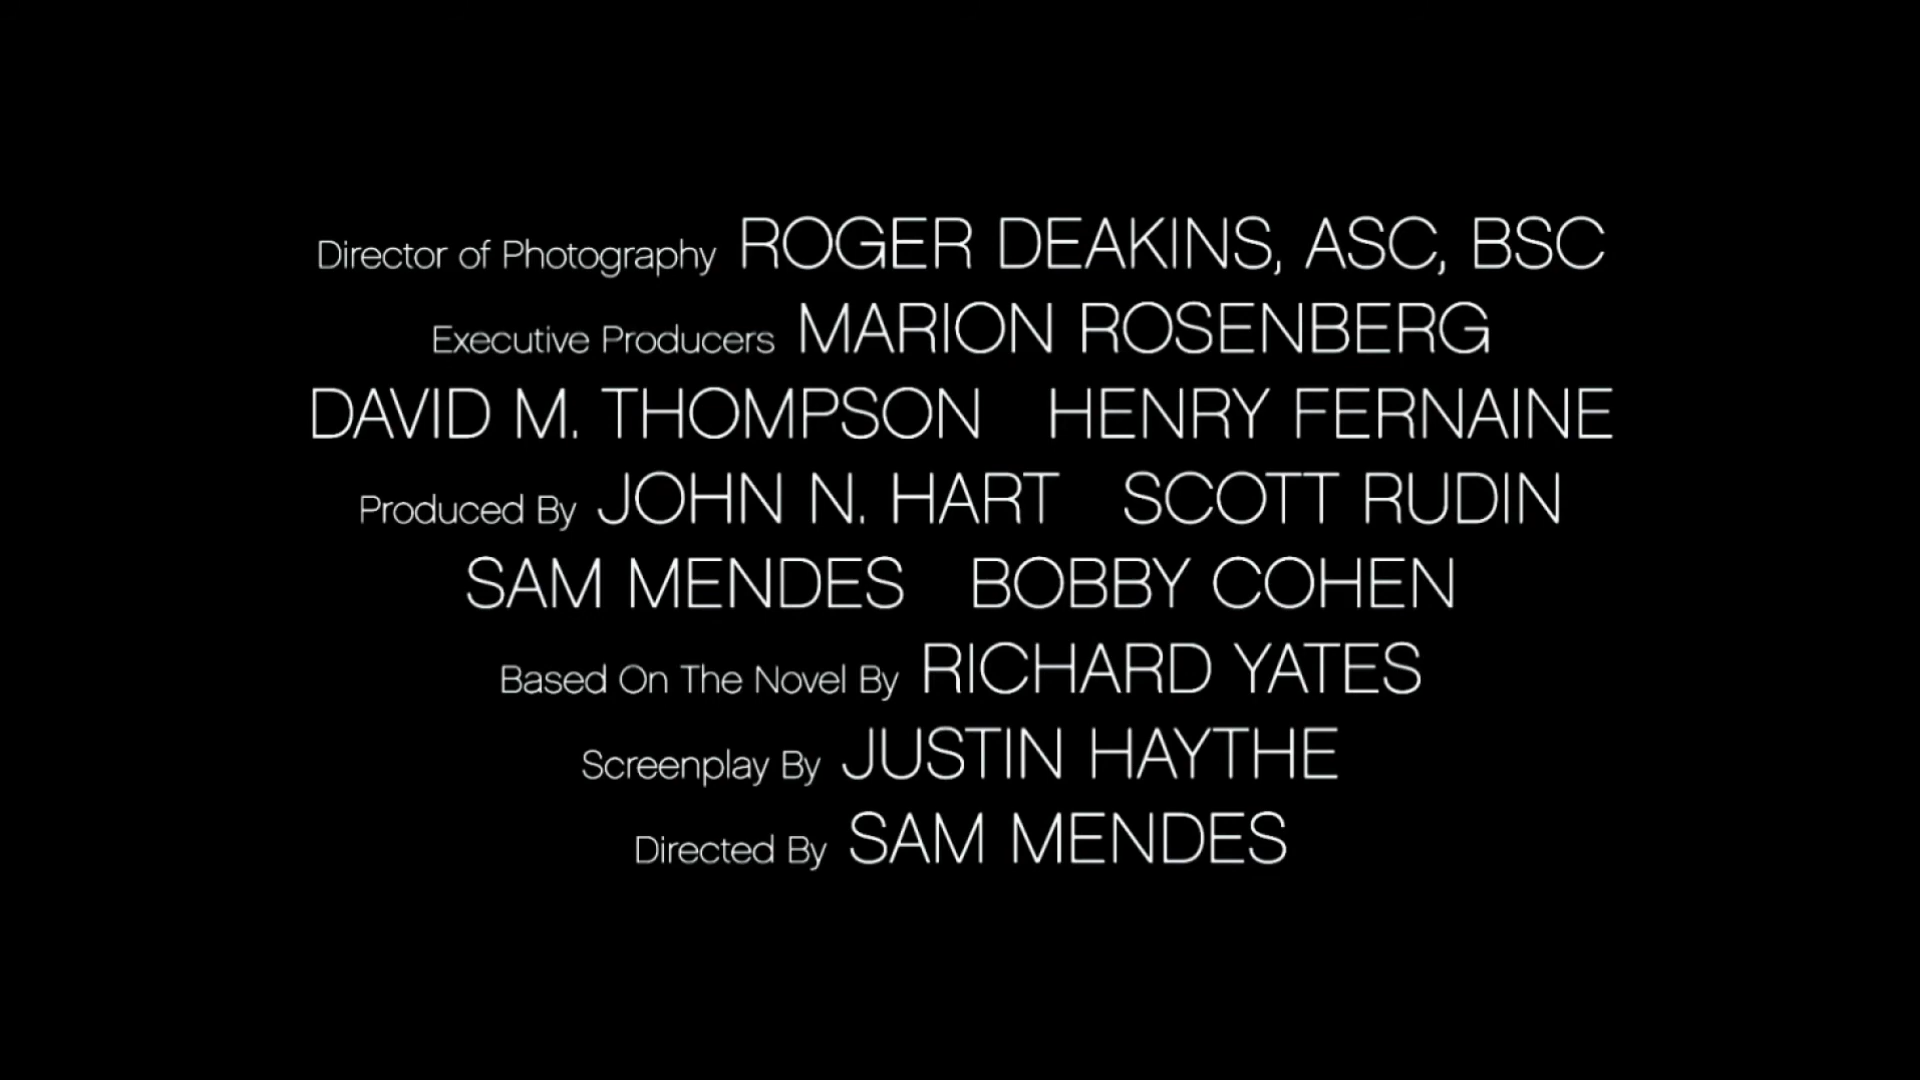 Director of Photography ROGER DEAKINS, ASC, BSC
Executive Producers MARION ROSENBERG
DAVID M. THOMPSON HENRY FERNAINE
Produced By JOHN N. HART SCOTT RUDIN
SAM MENDES BOBBY COHEN
Based On The Novel By RICHARD YATES
Screenplay By JUSTIN HAYTHE
Directed By SAM MENDES